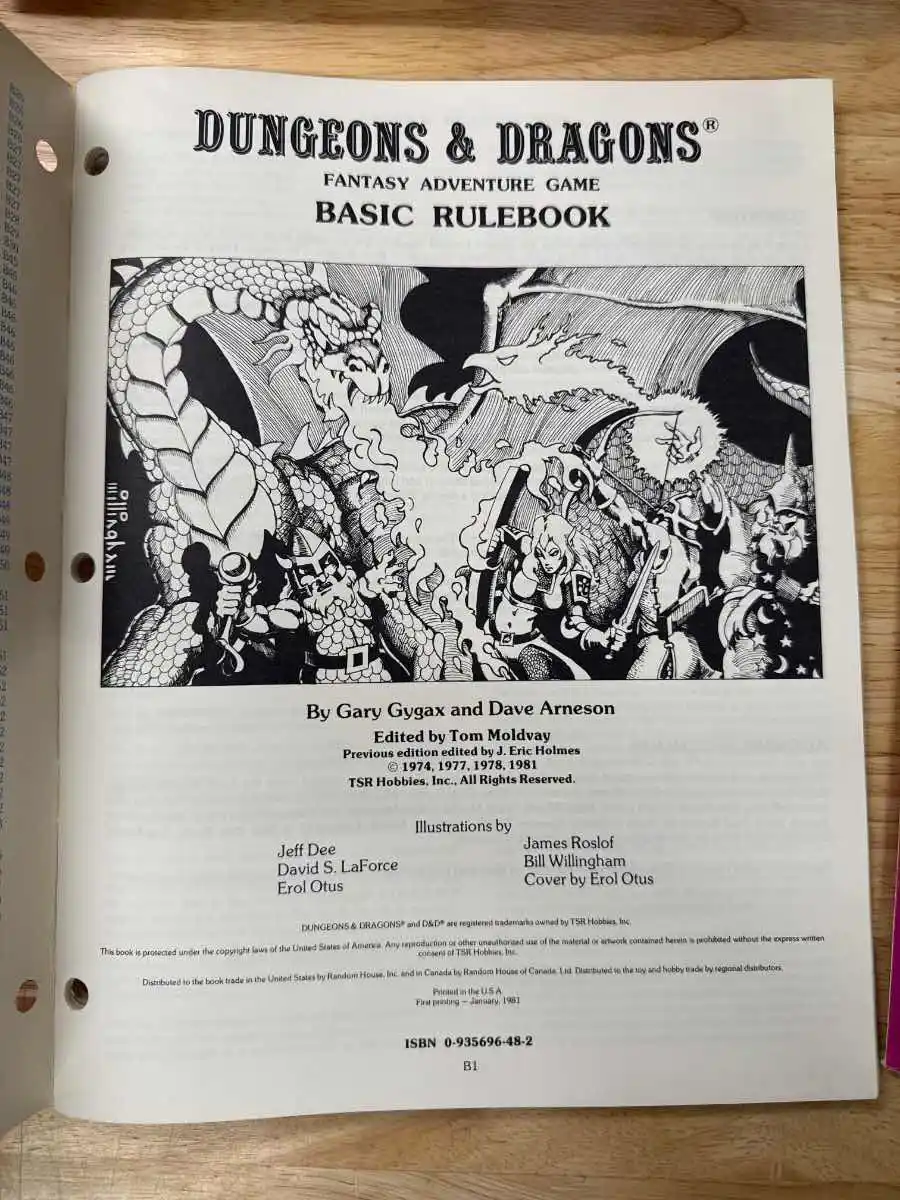 DUNGEONS & DRAGONS®
FANTASY ADVENTURE GAME
BASIC RULEBOOK
willingham
By Gary Gygax and Dave Arneson
Edited by Tom Moldvay
Previous edition edited by J. Eric Holmes
© 1974, 1977, 1978, 1981
TSR Hobbies, Inc., All Rights Reserved.
Illustrations by
Jeff Dee
David S. LaForce
Erol Otus
James Roslof
Bill Willingham
Cover by Erol Otus
DUNGEONS & DRAGONS® and D&D® are registered trademarks owned by TSR Hobbies, Inc.
This book is protected under the copyright laws of the United States of America. Any reproduction or other unauthorized use of the material or artwork contained herein is prohibited without the express written
consent of TSR Hobbies, Inc.
Distributed to the book trade in the United States by Random House, Inc. and in Canada by Random House of Canada, Ltd. Distributed to the toy and hobby trade by regional distributors.
Printed in the U.S.A.
First printing — January, 1981
ISBN 0-935696-48-2
B1